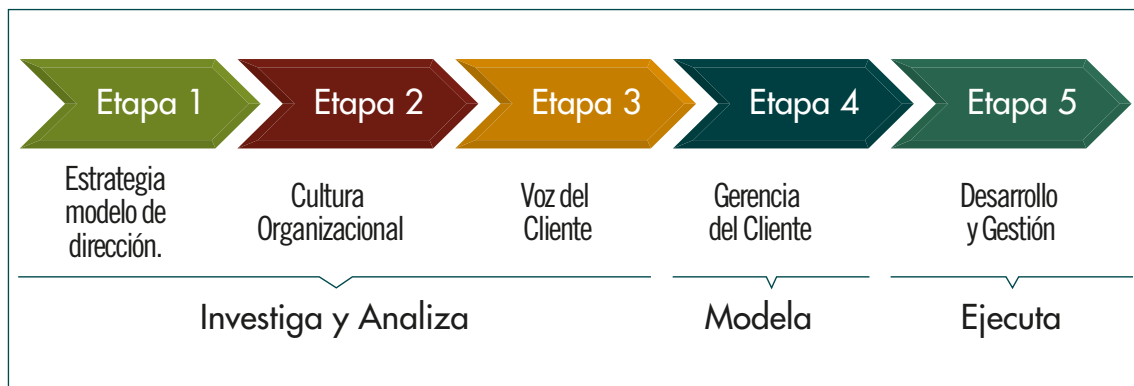 Etapa 1
Etapa 2
Etapa 3
Etapa 4
Etapa 5
Estrategia
modelo de
dirección.
Cultura
Organizacional
Voz del
Cliente
Gerencia
del Cliente
Desarrollo
y Gestión
Investiga y Analiza
Modela
Ejecuta